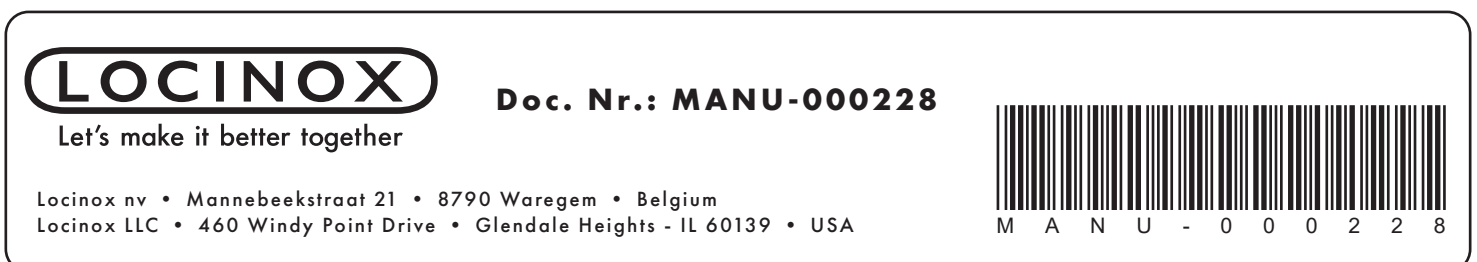 LOCINOX
Let's make it better together
Doc. Nr.: MANU-000228
Locinox nv • Mannebeekstraat 21 • 8790 Waregem • Belgium
Locinox LLC • 460 Windy Point Drive • Glendale Heights - IL 60139 • USA
M A N U - 0 0 0 2 2 8